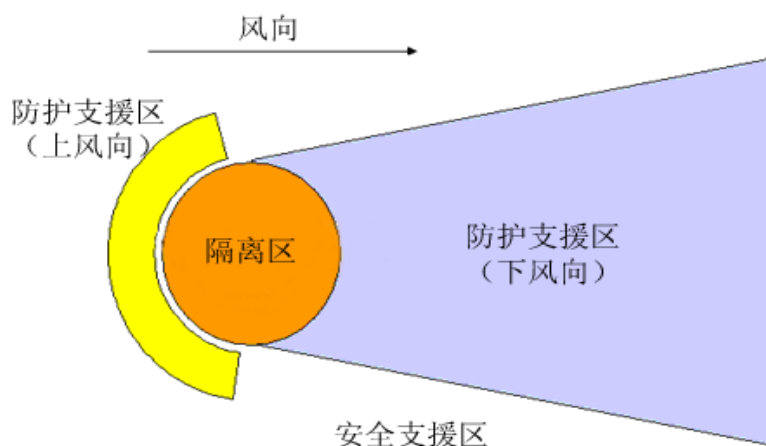 风向
防护支援区
（上风向）
隔离区
防护支援区
（下风向）
安全支援区